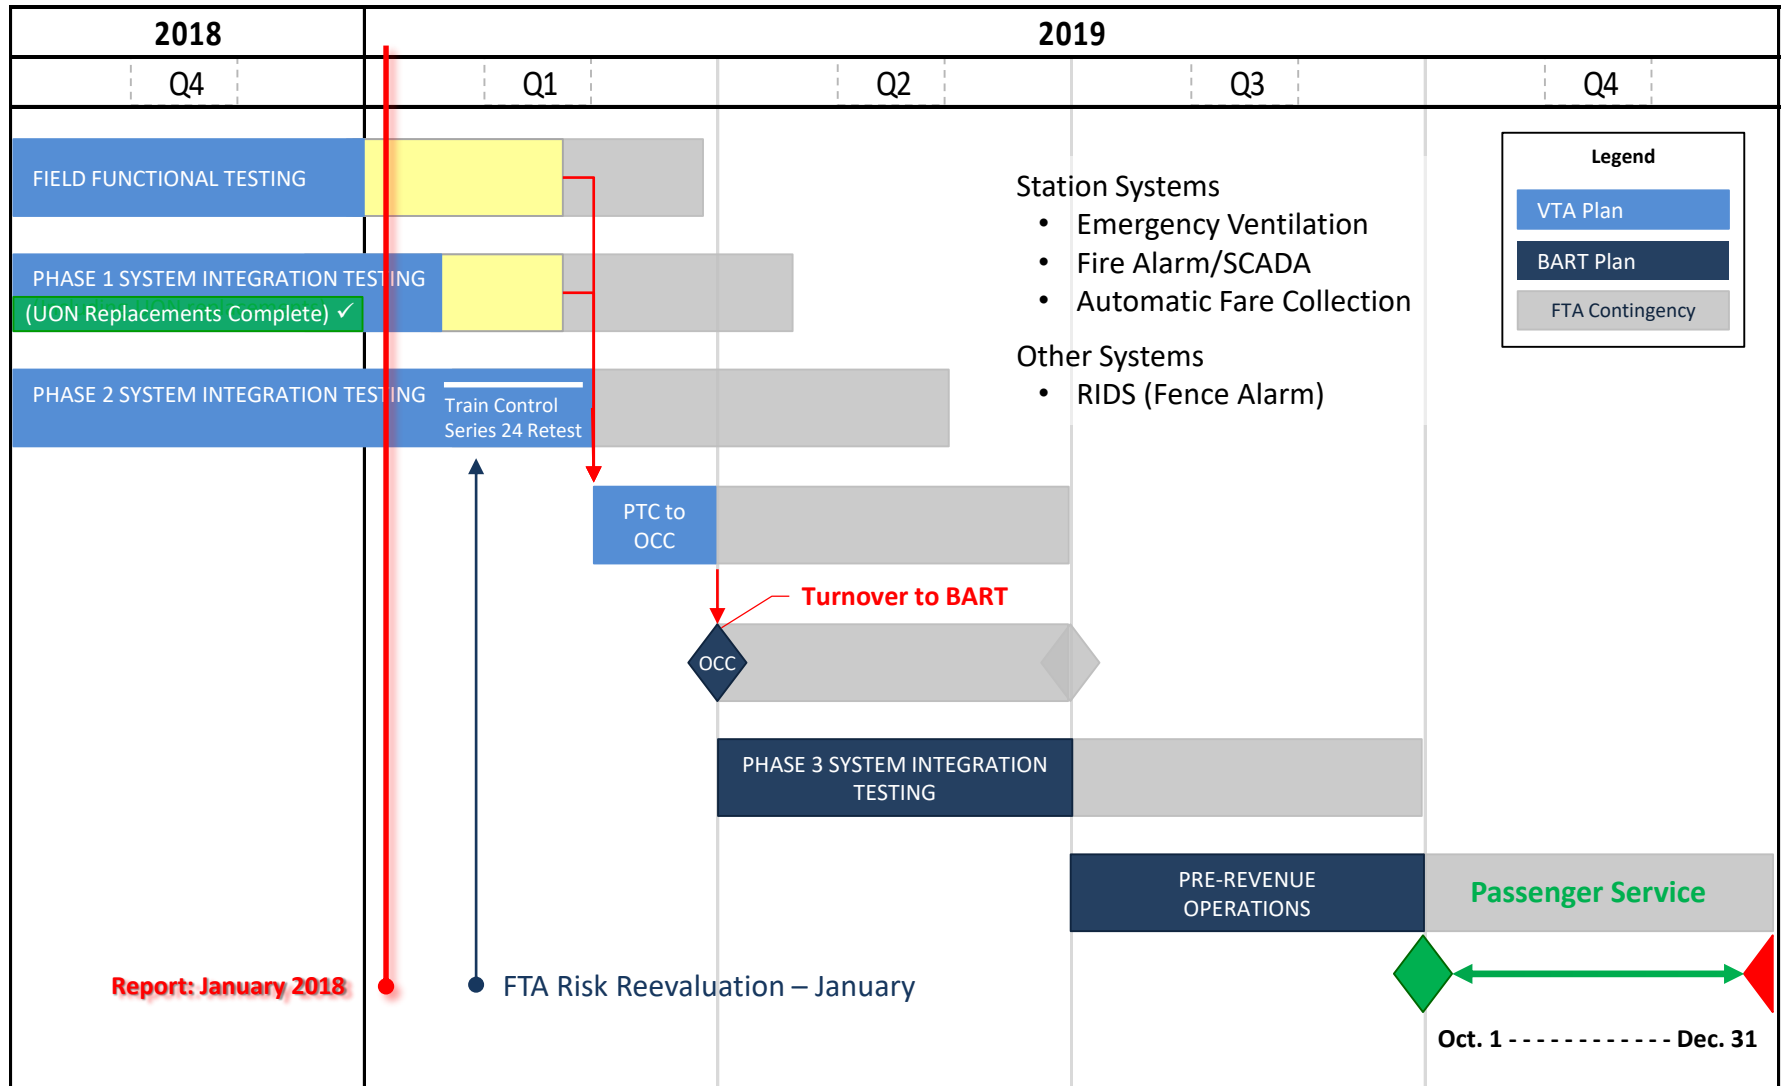 2018
2019
Q4
Q1
Q2
Q3
Q4
FIELD FUNCTIONAL TESTING
PHASE 1 SYSTEM INTEGRATION TESTING
(UON Replacements Complete) ✓
PHASE 2 SYSTEM INTEGRATION TESTING
Train Control
Series 24 Retest
Station Systems
• Emergency Ventilation
• Fire Alarm/SCADA
• Automatic Fare Collection
Other Systems
• RIDS (Fence Alarm)
Legend
VTA Plan
BART Plan
FTA Contingency
PTC to
OCC
Turnover to BART
OCC
PHASE 3 SYSTEM INTEGRATION
TESTING
PRE-REVENUE
OPERATIONS
Passenger Service
Report: January 2018
FTA Risk Reevaluation – January
Oct. 1 - - - - - - - - - - - - Dec. 31